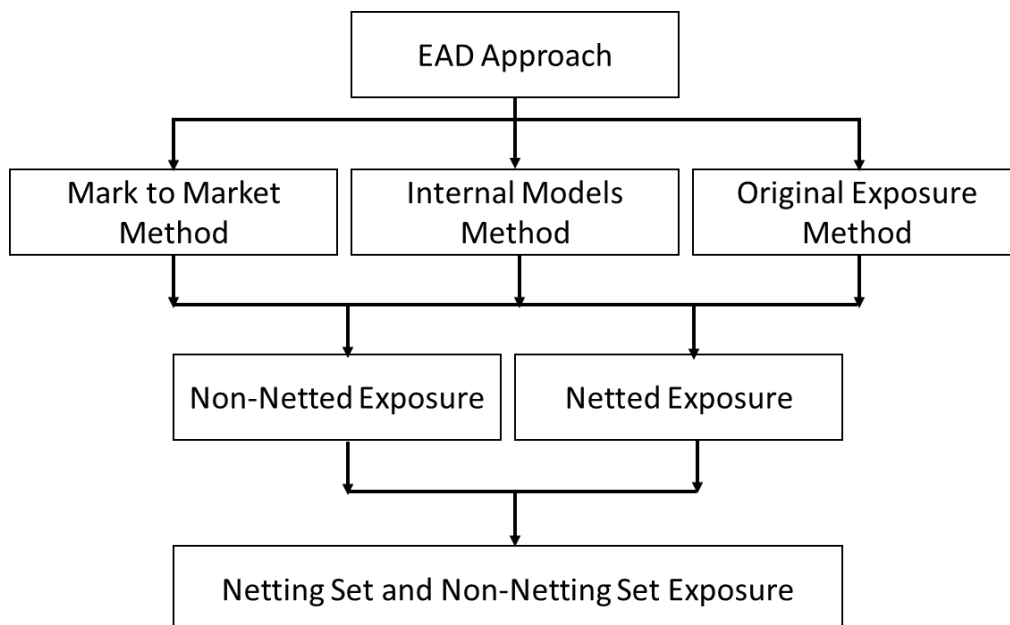 EAD Approach
Mark to Market
Method
Internal Models
Method
Original Exposure
Method
Non-Netted Exposure
Netted Exposure
Netting Set and Non-Netting Set Exposure